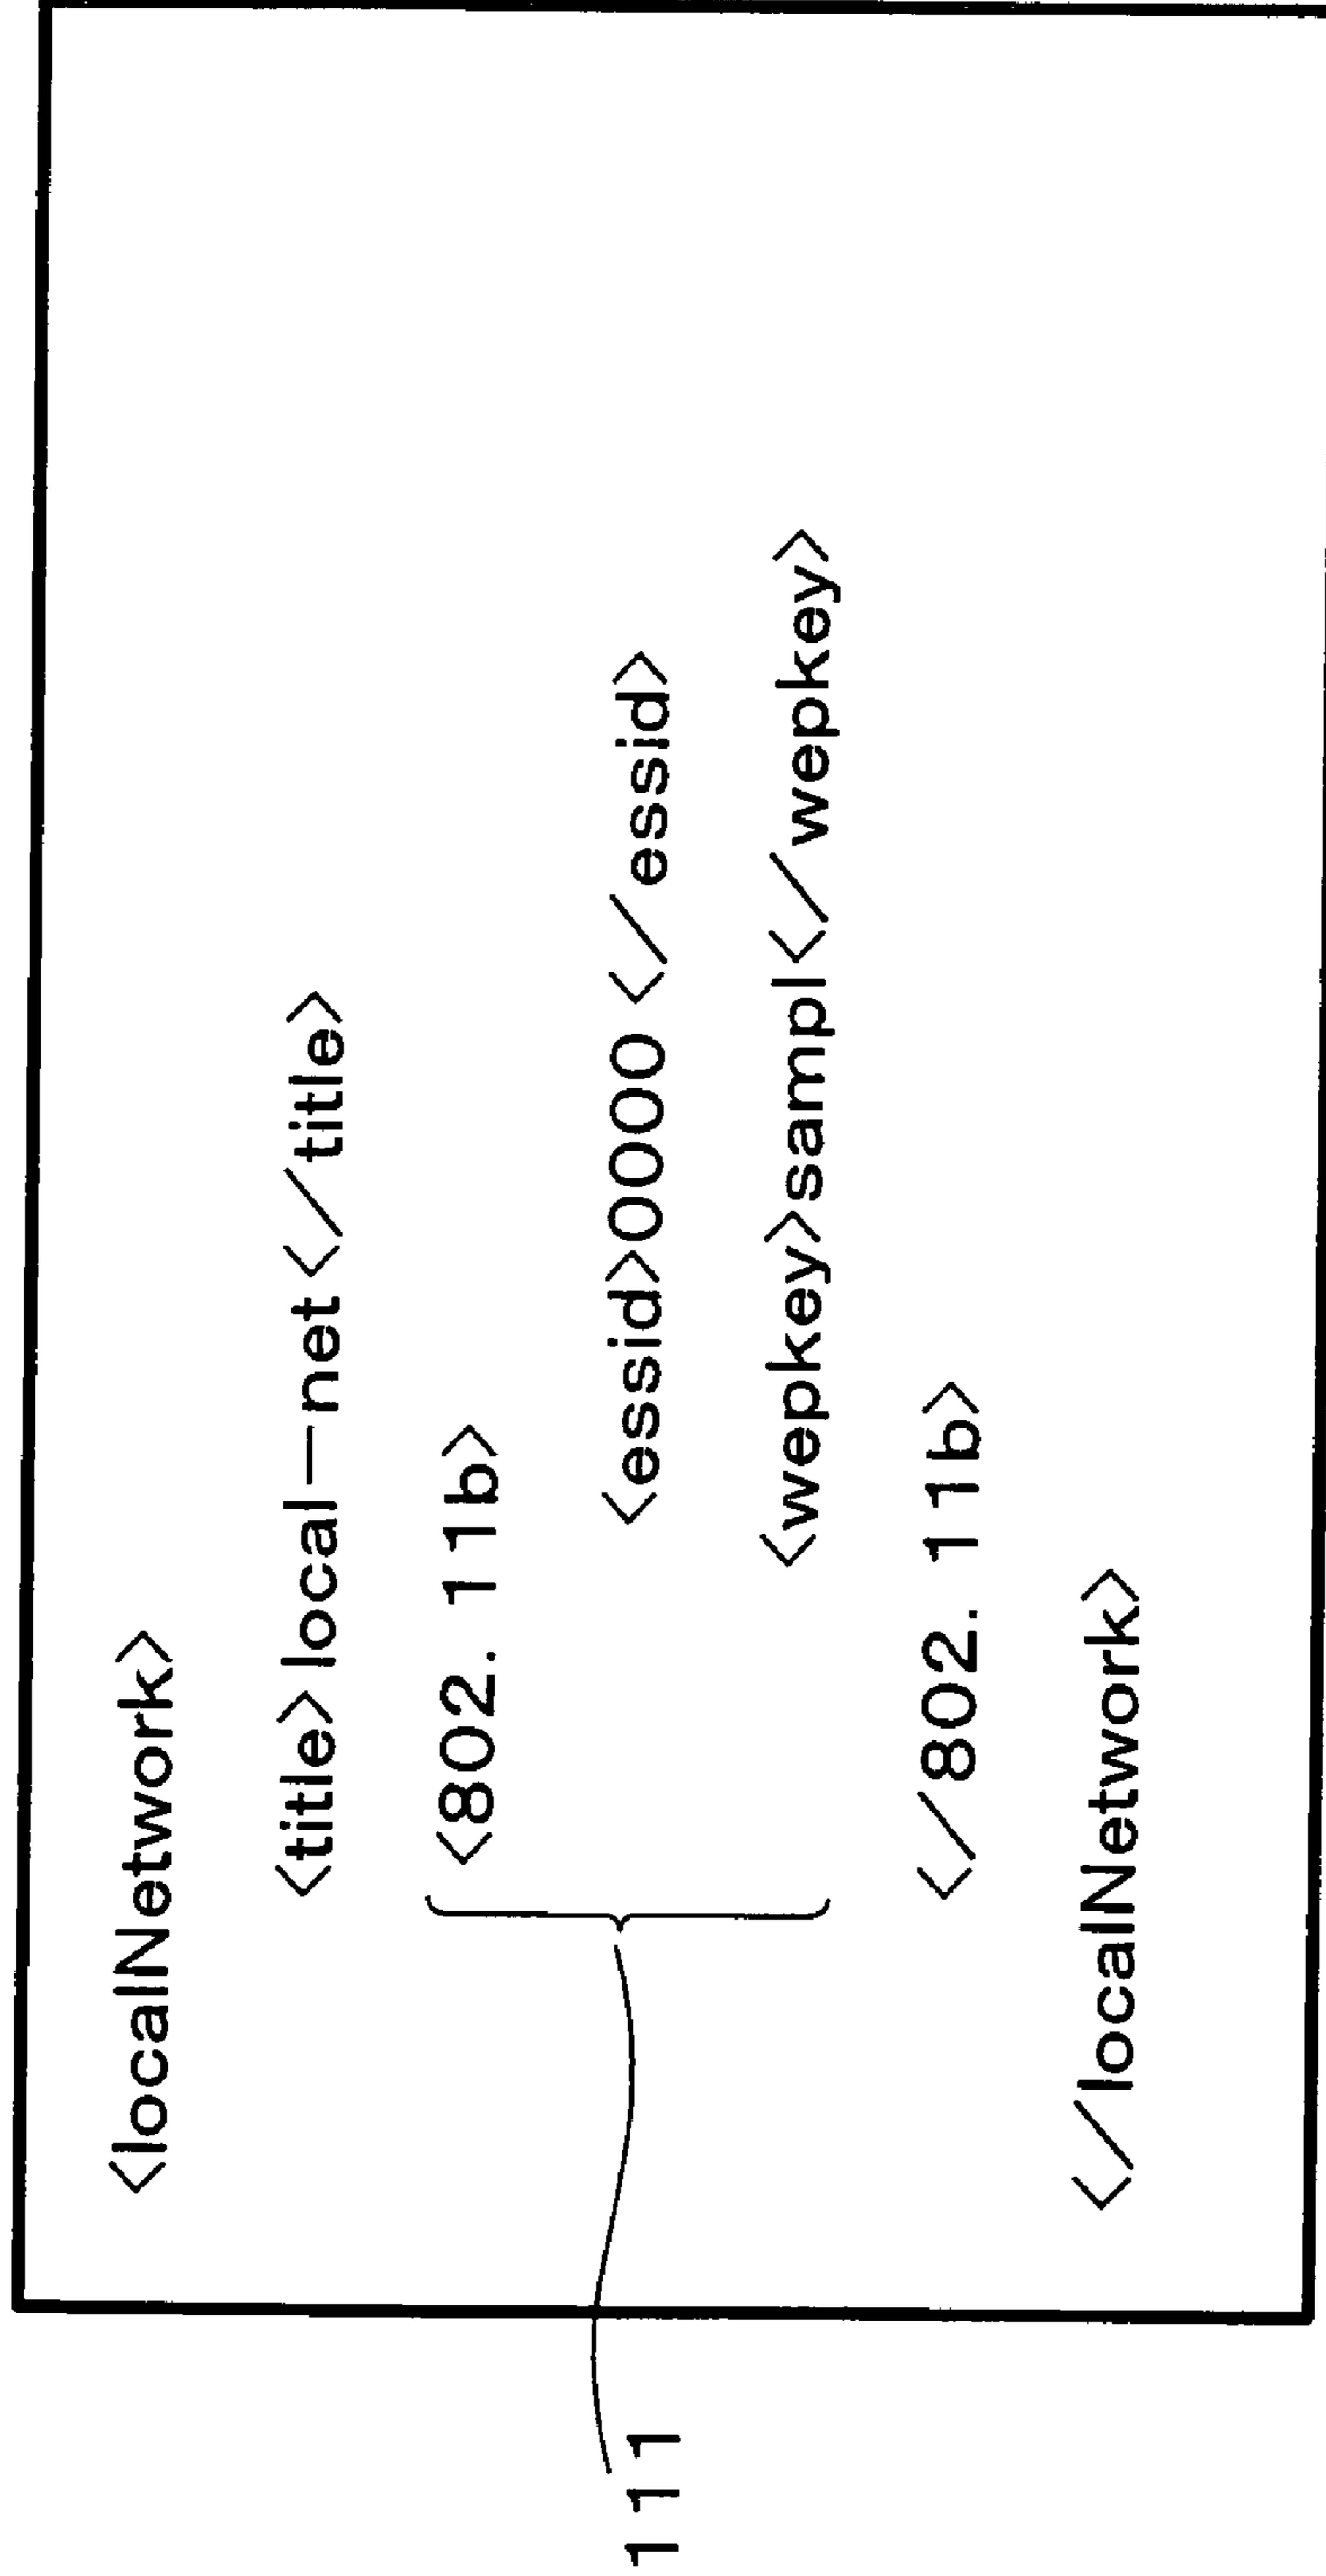 <localNetwork>
<title>local-net</title>
<802. 11b>
<essid>0000 </essid>
<wepkey>sampl</wepkey>
</802. 11b>
</localNetwork>
111